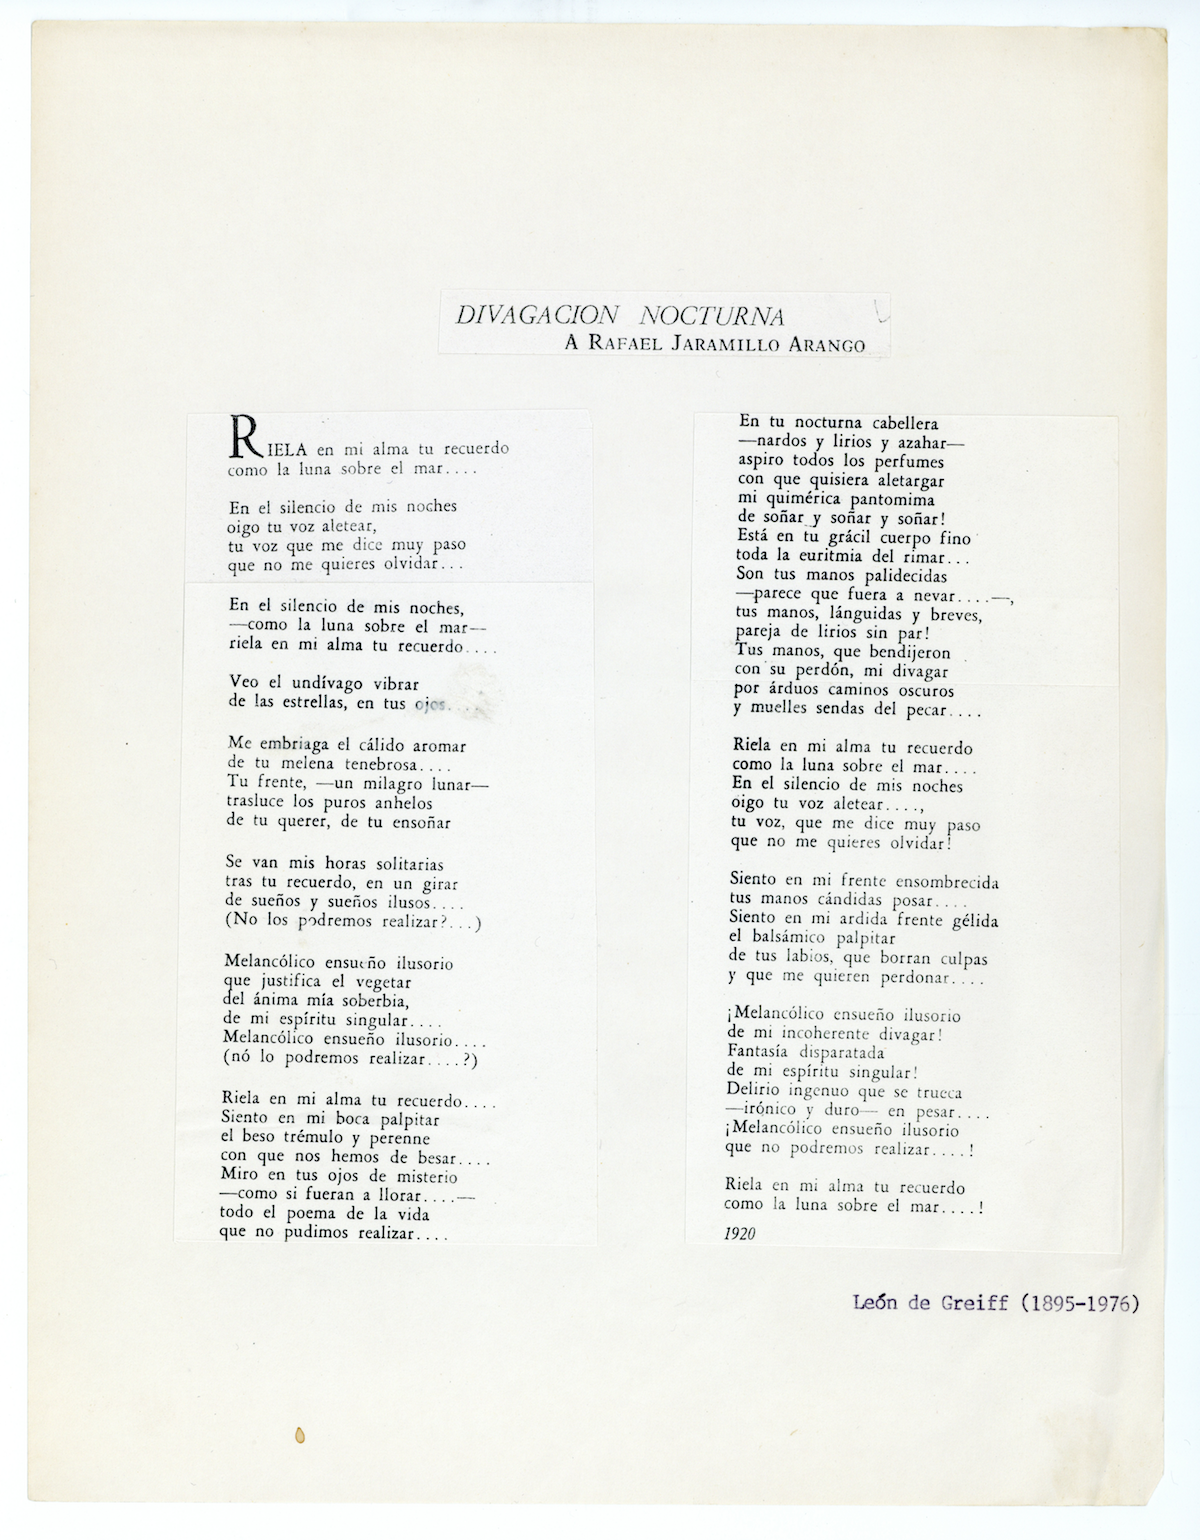 DIVAGACION NOCTURNA
A RAFAEL JARAMILLO ARANGO
RIELA en mi alma tu recuerdo
como la luna sobre el mar....
En el silencio de mis noches
oigo tu voz aletear,
tu voz que me dice muy paso
que no me quieres olvidar...
En el silencio de mis noches,
—como la luna sobre el mar—
riela en mi alma tu recuerdo....
Veo el undívago vibrar
de las estrellas, en tus ojos....
Me embriaga el cálido aromar
de tu melena tenebrosa....
Tu frente, —un milagro lunar—
trasluce los puros anhelos
de tu querer, de tu ensoñar
Se van mis horas solitarias
tras tu recuerdo, en un girar
de sueños y sueños ilusos....
(No los podremos realizar?...)
Melancólico ensueño ilusorio
que justifica el vegetar
del ánima mía soberbia,
de mi espíritu singular....
Melancólico ensueño ilusorio....
(nó lo podremos realizar....?)
Riela en mi alma tu recuerdo....
Siento en mi boca palpitar
el beso trémulo y perenne
con que nos hemos de besar....
Miro en tus ojos de misterio
—como si fueran a llorar....—
todo el poema de la vida
que no pudimos realizar....
En tu nocturna cabellera
—nardos y lirios y azahar—
aspiro todos los perfumes
con que quisiera aletargar
mi quimérica pantomima
de soñar y soñar y soñar!
Está en tu grácil cuerpo fino
toda la euritmia del rimar...
Son tus manos palidecidas
—parece que fuera a nevar....—,
tus manos, lánguidas y breves,
pareja de lirios sin par!
Tus manos, que bendijeron
con su perdón, mi divagar
por árduos caminos oscuros
y muelles sendas del pecar....
Riela en mi alma tu recuerdo
como la luna sobre el mar....
En el silencio de mis noches
oigo tu voz aletear....,
tu voz, que me dice muy paso
que no me quieres olvidar!
Siento en mi frente ensombrecida
tus manos cándidas posar....
Siento en mi ardida frente gélida
el balsámico palpitar
de tus labios, que borran culpas
y que me quieren perdonar....
¡Melancólico ensueño ilusorio
de mi incoherente divagar!
Fantasía disparatada
de mi espíritu singular!
Delirio ingenuo que se trueca
—irónico y duro— en pesar....
¡Melancólico ensueño ilusorio
que no podremos realizar....!
Riela en mi alma tu recuerdo
como la luna sobre el mar....!
1920
León de Greiff (1895-1976)